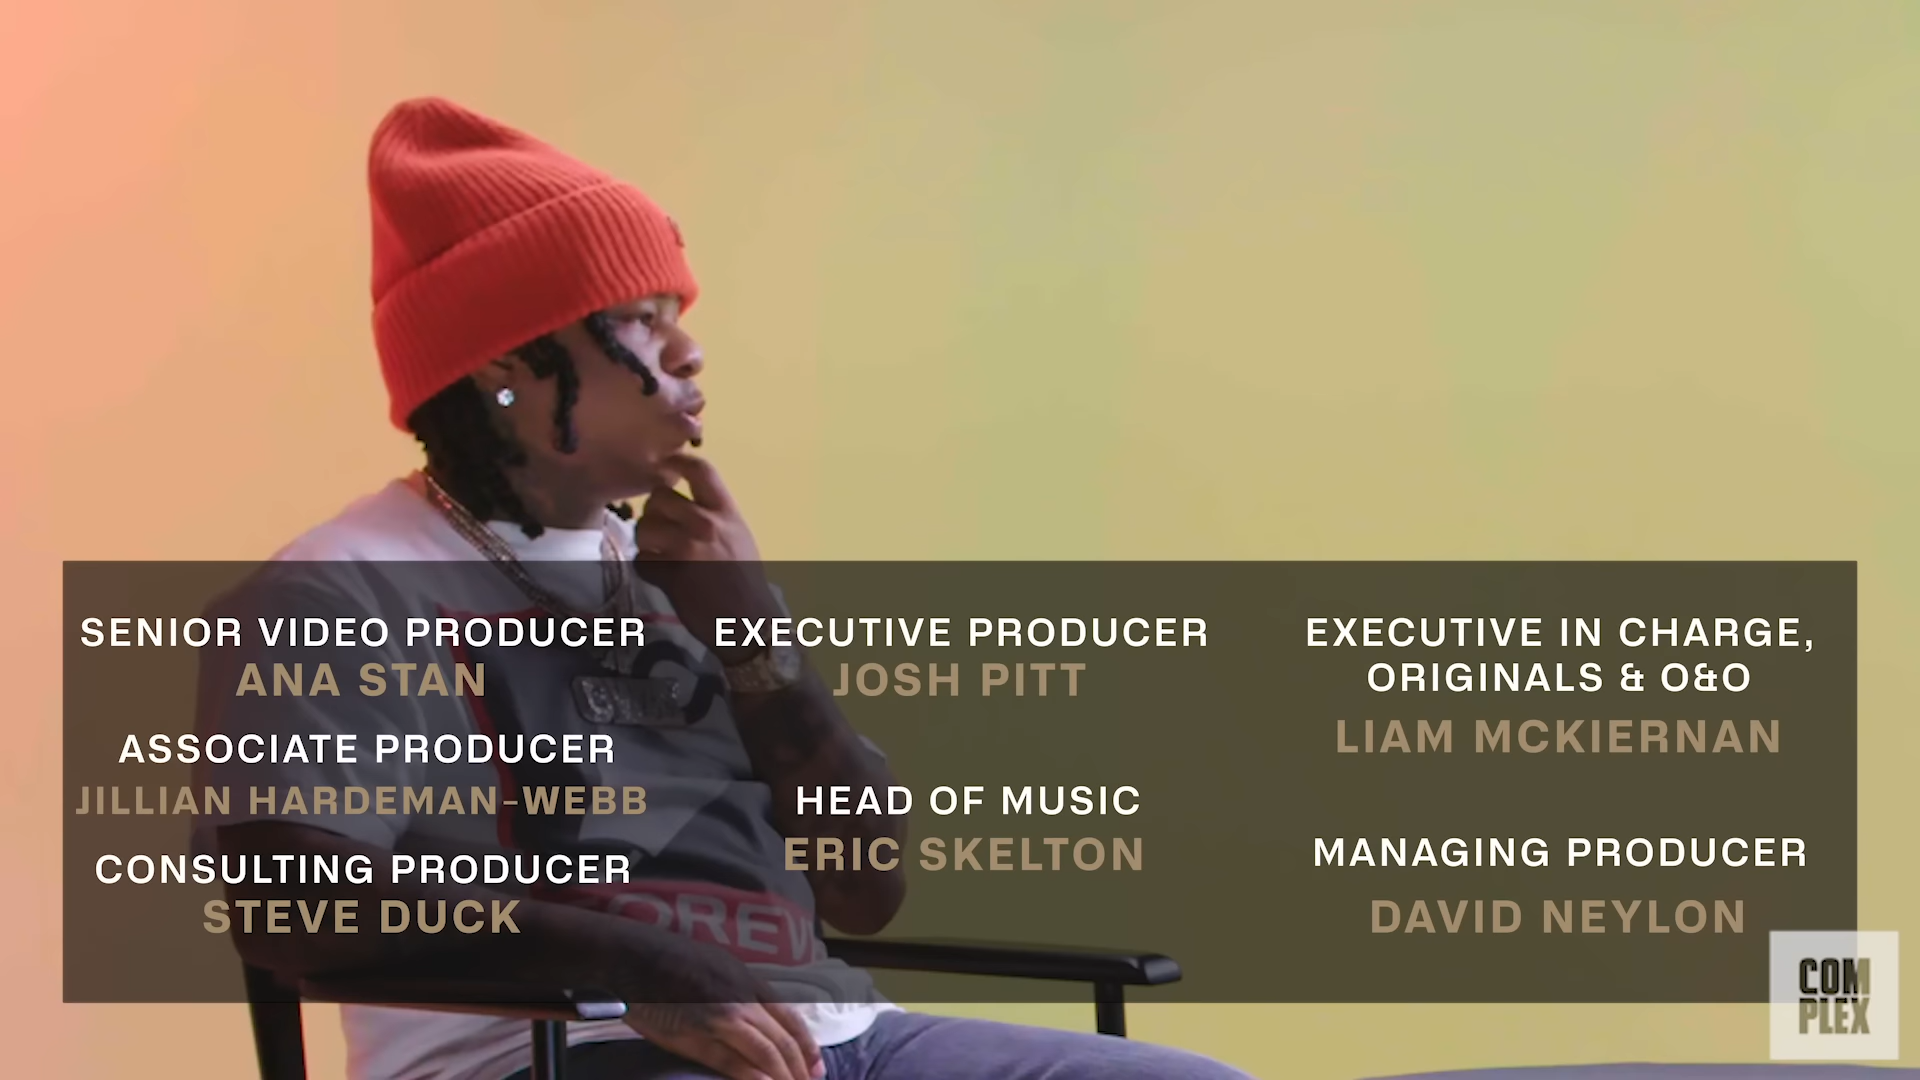 SENIOR VIDEO PRODUCER
ANA STAN
ASSOCIATE PRODUCER
JILLIAN HARDEMAN-WEBB
CONSULTING PRODUCER
STEVE DUCK
EXECUTIVE PRODUCER
JOSH PITT
HEAD OF MUSIC
ERIC SKELTON
EXECUTIVE IN CHARGE,
ORIGINALS & O&O
LIAM MCKIERNAN
MANAGING PRODUCER
DAVID NEYLON
COM
PLEX